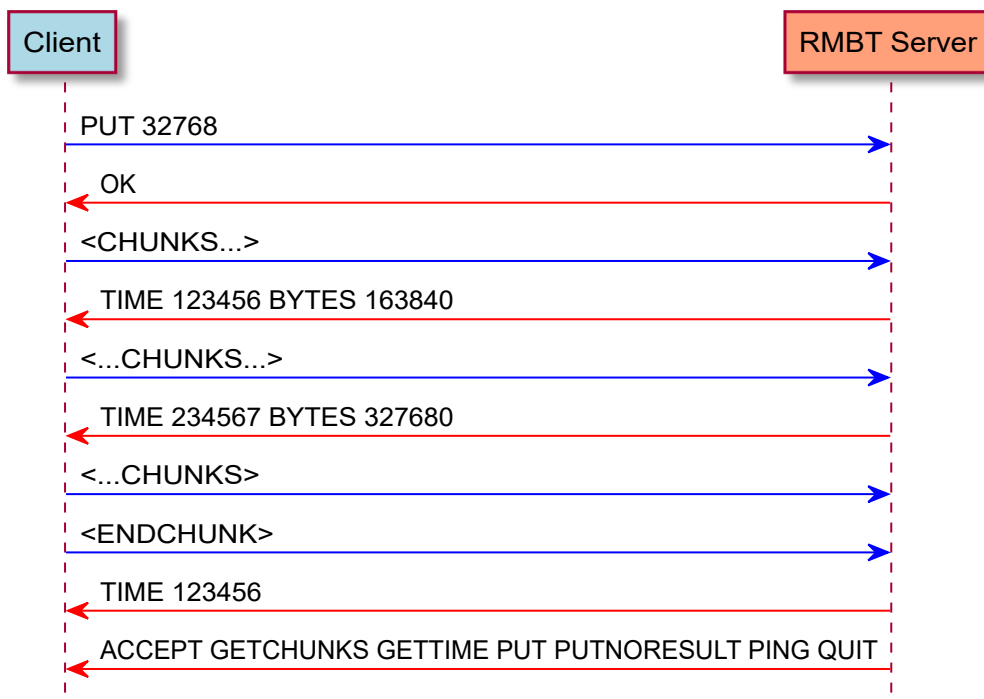 Client
RMBT Server
PUT 32768
OK
<CHUNKS...>
TIME 123456 BYTES 163840
<...CHUNKS...>
TIME 234567 BYTES 327680
<...CHUNKS>
<ENDCHUNK>
TIME 123456
ACCEPT GETCHUNKS GETTIME PUT PUTNORESULT PING QUIT